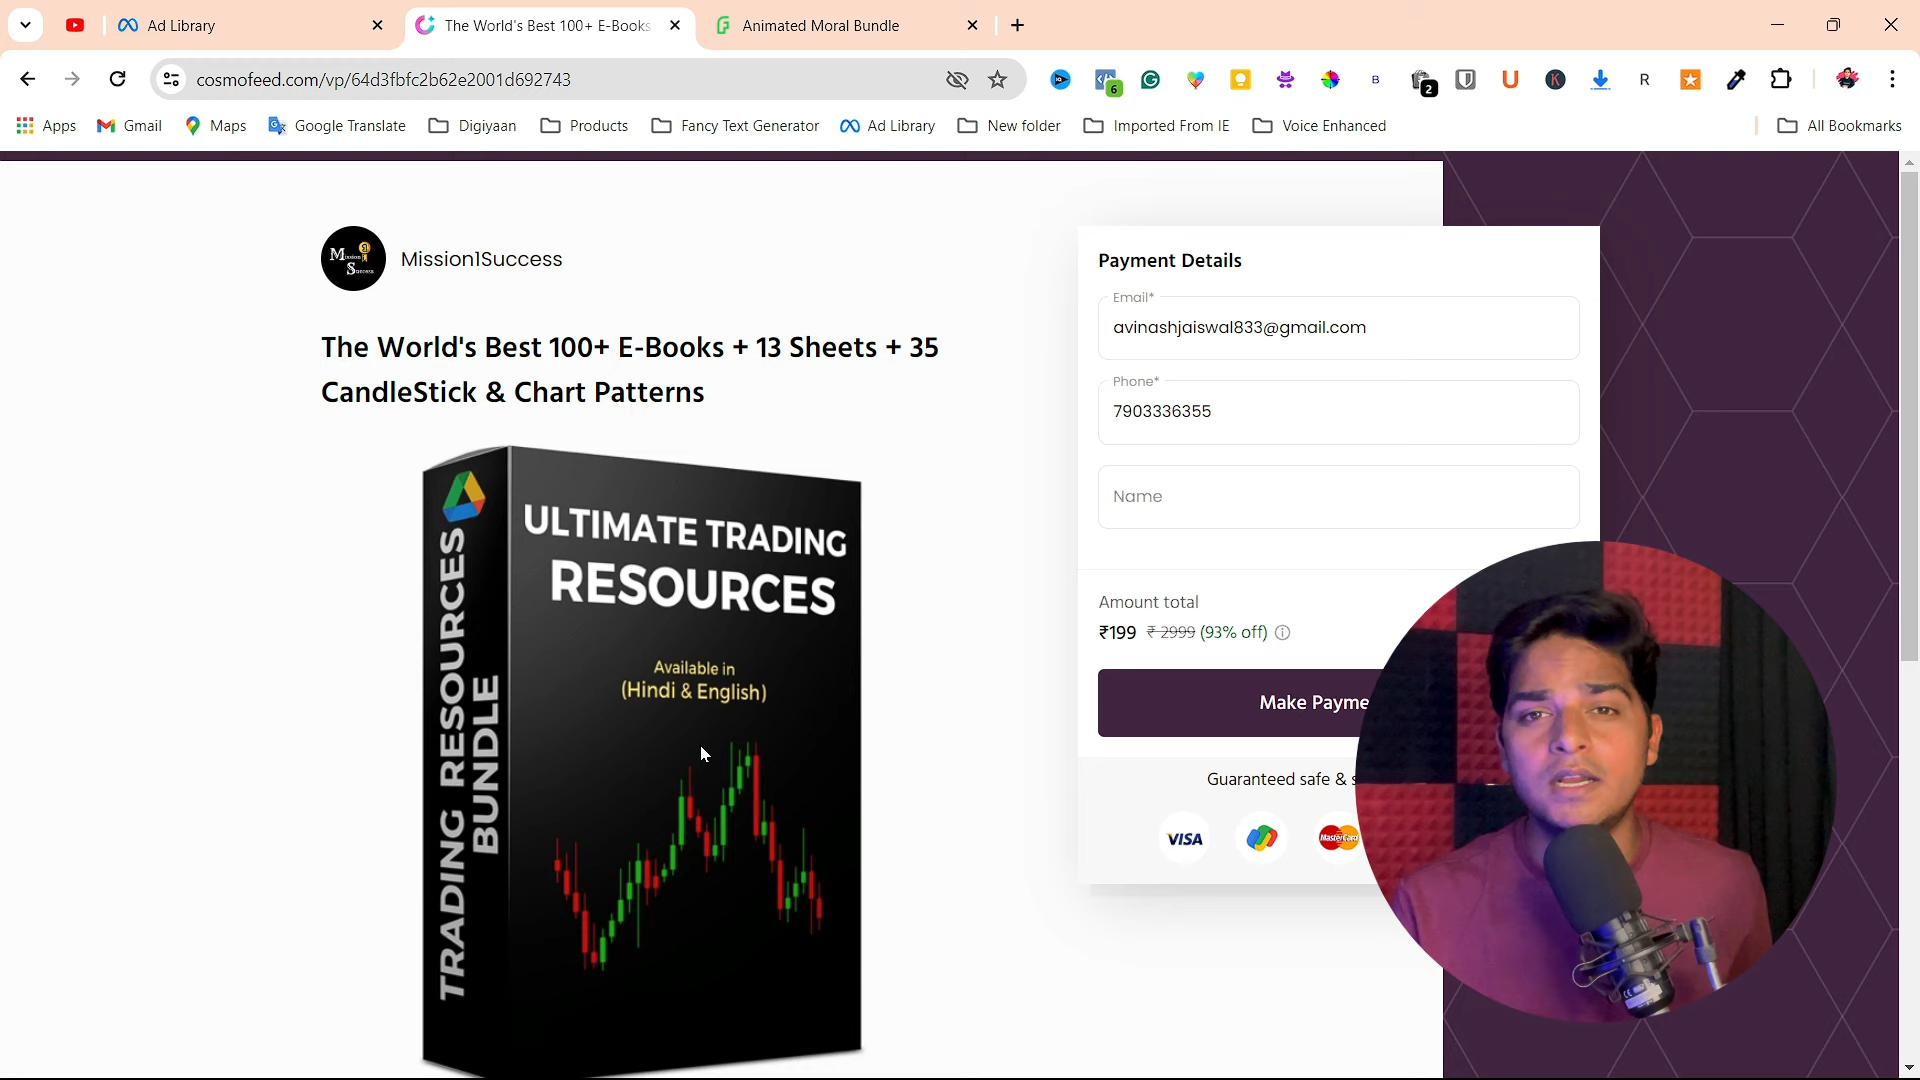 Ad Library
The World's Best 100+ E-Books
Animated Moral Bundle
cosmofeed.com/vp/64d3fbfc2b62e2001d692743
6
B
2
U
K
R
Apps
Gmail
Maps
Google Translate
Digiyaan
Products
Fancy Text Generator
Ad Library
New folder
Imported From IE
Voice Enhanced
All Bookmarks
Mission1Success
The World's Best 100+ E-Books + 13 Sheets + 35
CandleStick & Chart Patterns
TRADING RESOURCES
BUNDLE
ULTIMATE TRADING
RESOURCES
Available in
(Hindi & English)
Payment Details
Email*
avinashjaiswal833@gmail.com
Phone*
7903336355
Name
Amount total
₹199 ₹ 2999 (93% off)
Make Payme
Guaranteed safe & s
VISA
MasterCard